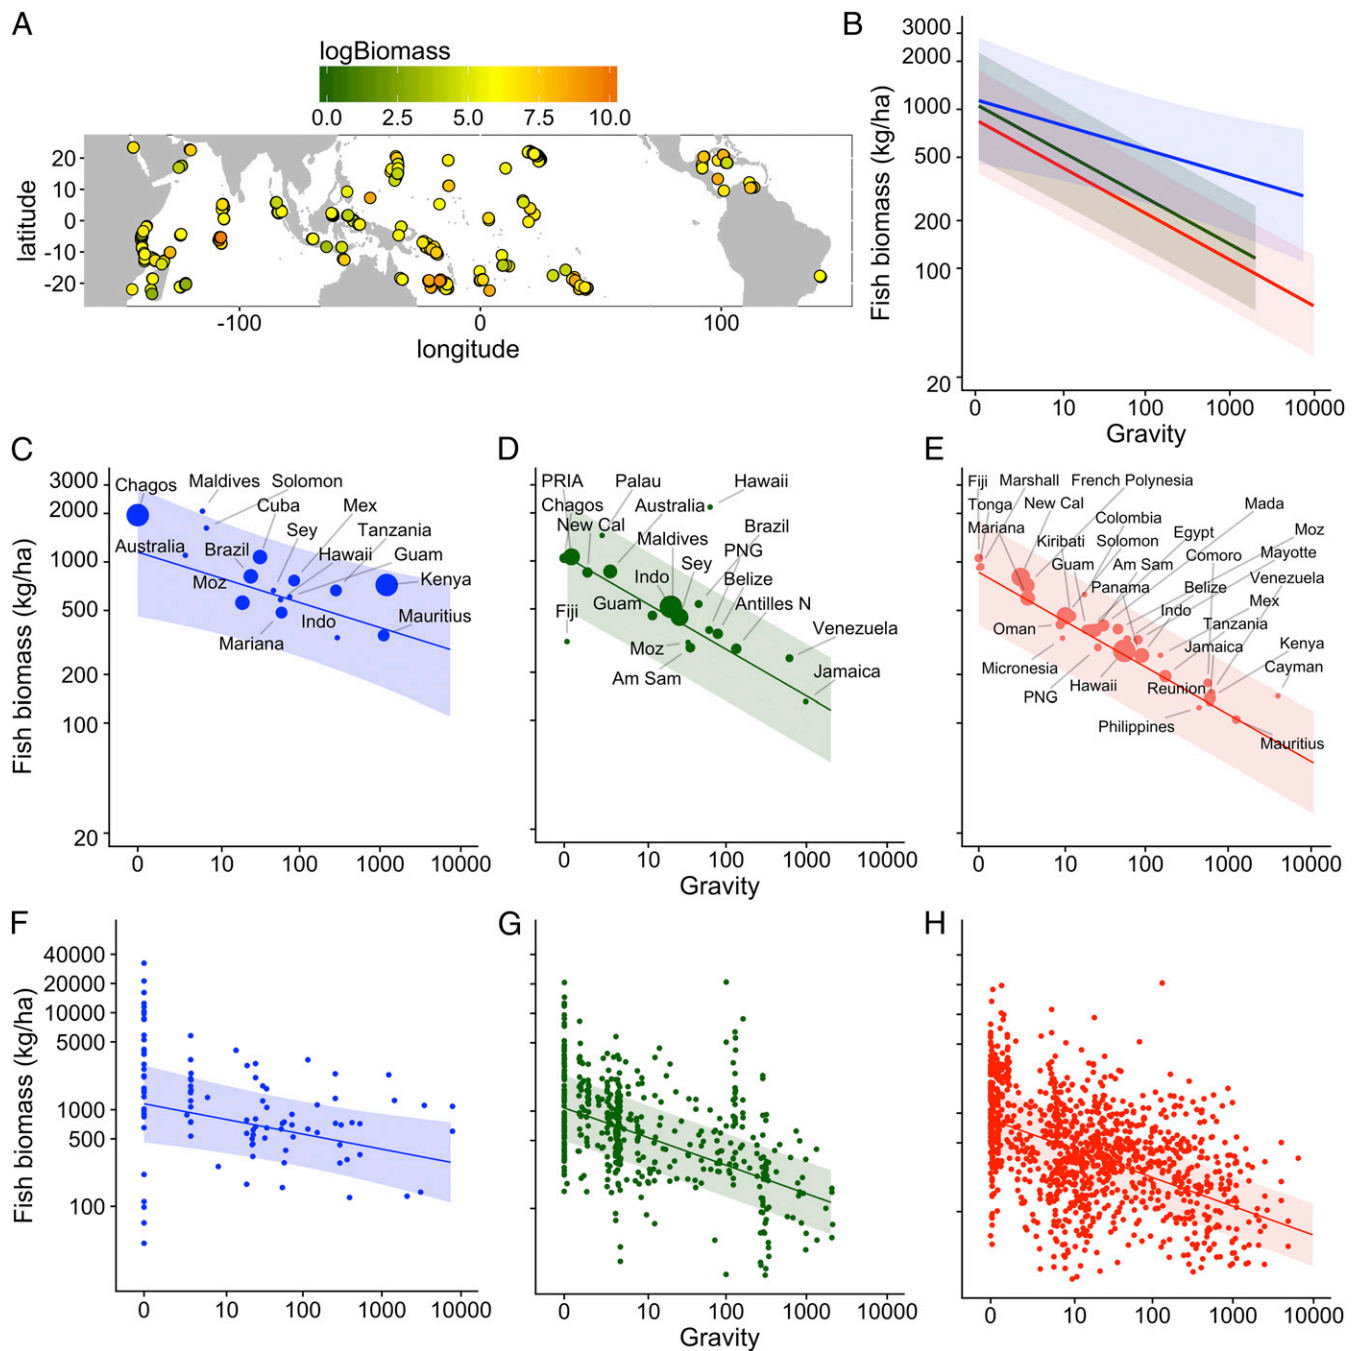 A
logBiomass
0.0 2.5 5.0 7.5 10.0
latitude
20
10
0
-10
-20
-100 0 100
longitude
B
Fish biomass (kg/ha)
3000
2000
1000
500
200
100
20
0 10 100 1000 10000
Gravity
C
Fish biomass (kg/ha)
3000
2000
1000
500
200
100
20
Chagos
Maldives
Solomon
Cuba
Mex
Sey
Tanzania
Australia
Brazil
Hawaii
Guam
Moz
Kenya
Indo
Mauritius
Mariana
0 10 100 1000 10000
D
PRIA
Palau
Hawaii
Chagos
Australia
New Cal
Brazil
Maldives
PNG
Sey
Indo
Belize
Fiji
Guam
Antilles N
Moz
Venezuela
Am Sam
Jamaica
0 10 100 1000 10000
Gravity
E
Fiji
Marshall
French Polynesia
Mada
Tonga
New Cal
Colombia
Mariana
Egypt
Moz
Kiribati
Solomon
Comoro
Mayotte
Guam
Am Sam
Venezuela
Panama
Belize
Mex
Oman
Indo
Tanzania
Kenya
Micronesia
Jamaica
Cayman
PNG
Hawaii
Reunion
Philippines
Mauritius
0 10 100 1000 10000
F
Fish biomass (kg/ha)
40000
20000
10000
5000
1000
500
100
0 10 100 1000 10000
G
0 10 100 1000 10000
Gravity
H
0 10 100 1000 10000